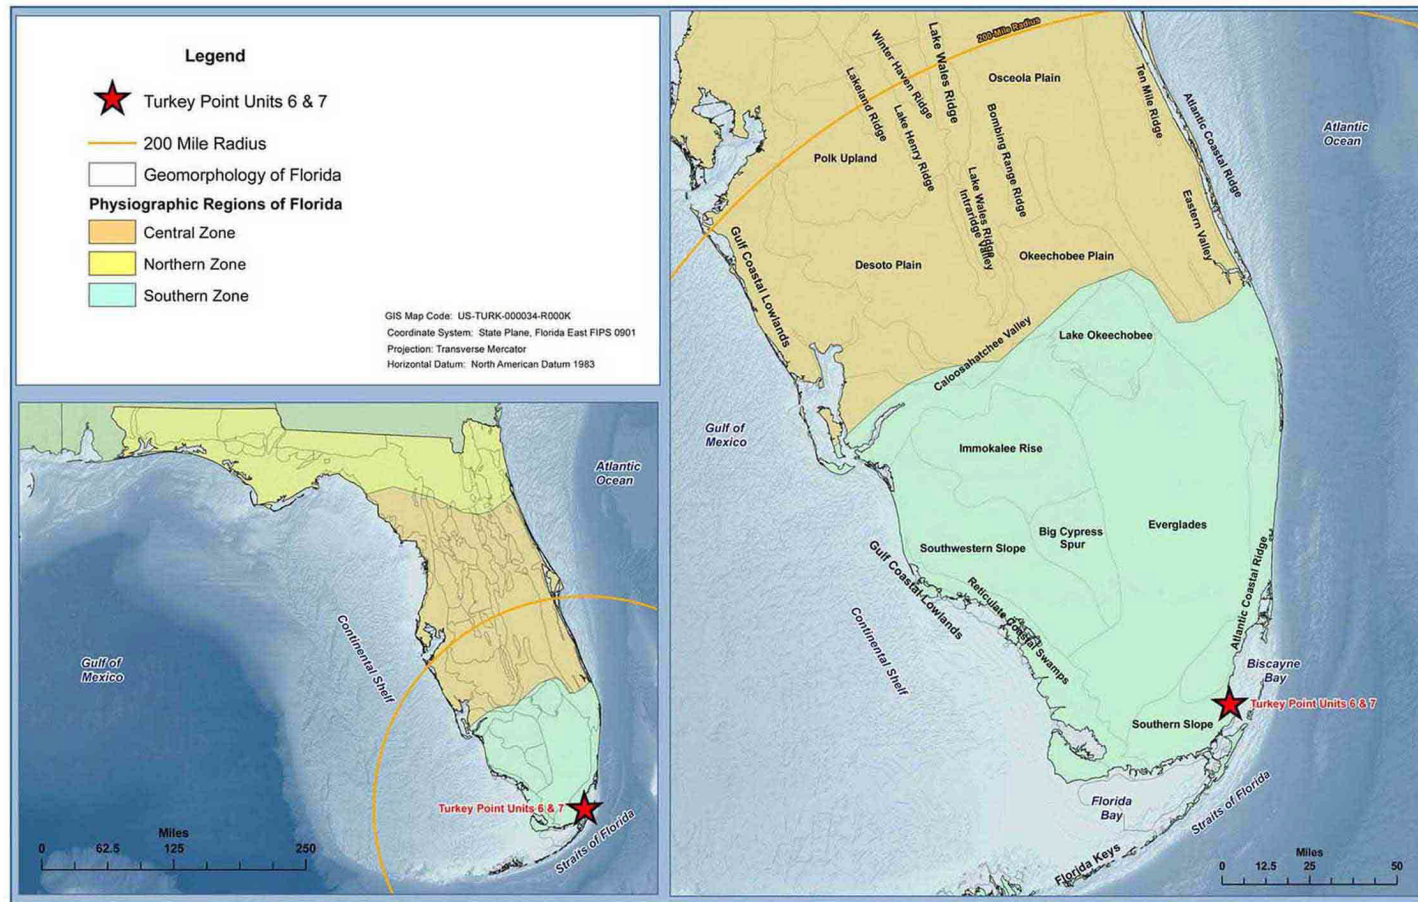 Legend
Turkey Point Units 6 & 7
200 Mile Radius
Geomorphology of Florida
Physiographic Regions of Florida
Central Zone
Northern Zone
Southern Zone
GIS Map Code: US-TURK-000034-R000K
Coordinate System: State Plane, Florida East FIPS 0901
Projection: Transverse Mercator
Horizontal Datum: North American Datum 1983
Atlantic
Ocean
Gulf of
Mexico
Continental Shelf
Turkey Point Units 6 & 7
Straits of Florida
Miles
0 62.5 125 250
200 Mile Radius
Lake Wales Ridge
Winter Haven Ridge
Lakeland Ridge
Osceola Plain
Ten Mile Ridge
Atlantic Coastal Ridge
Atlantic
Ocean
Lake Henry Ridge
Bombing Range Ridge
Polk Upland
Lake Wales Ridge
Intraridge Valley
Eastern Valley
Gulf Coastal Lowlands
Desoto Plain
Okeechobee Plain
Caloosahatchee Valley
Lake Okeechobee
Gulf of
Mexico
Immokalee Rise
Big Cypress
Spur
Everglades
Southwestern Slope
Gulf Coastal Lowlands
Reticulate Coastal Swamps
Atlantic Coastal Ridge
Continental Shelf
Biscayne
Bay
Turkey Point Units 6 & 7
Southern Slope
Florida
Bay
Straits of Florida
Florida Keys
Miles
0 12.5 25 50